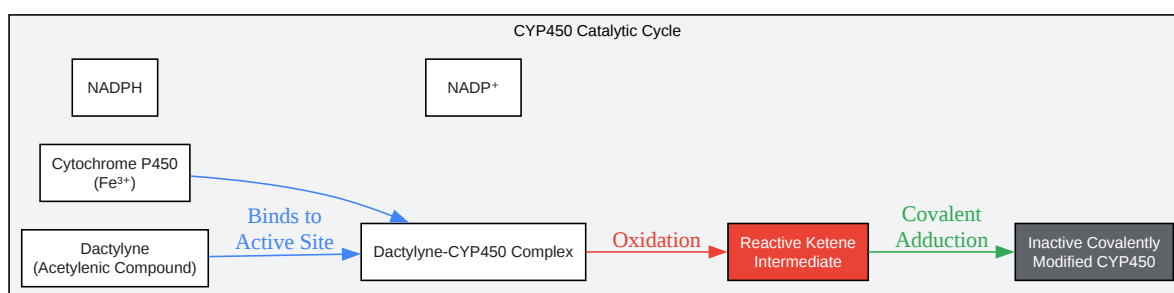 CYP450 Catalytic Cycle
NADPH
NADP⁺
Cytochrome P450
(Fe³⁺)
Dactylyne
(Acetylenic Compound)
Binds to
Active Site
Dactylyne-CYP450 Complex
Oxidation
Reactive Ketene
Intermediate
Covalent
Adduction
Inactive Covalently
Modified CYP450